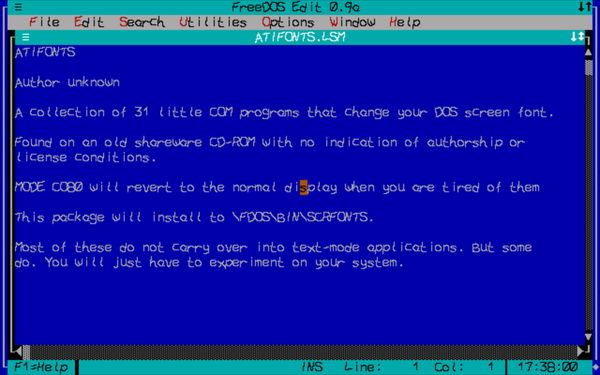 FreeDOS Edit 0.9a
File Edit Search Utilities Options Window Help
ATIFONTS.LSM
ATIFONTS
Author unknown
A collection of 31 little COM programs that change your DOS screen font.
Found on an old shareware CD-ROM with no indication of authorship or
license conditions.
MODE CO80 will revert to the normal display when you are tired of them
This package will install to \FDOS\BIN\SCRFONTS.
Most of these do not carry over into text-mode applications. But some
do. You will just have to experiment on your system.
F1=Help INS Line: 1 Col: 1 17:38:00